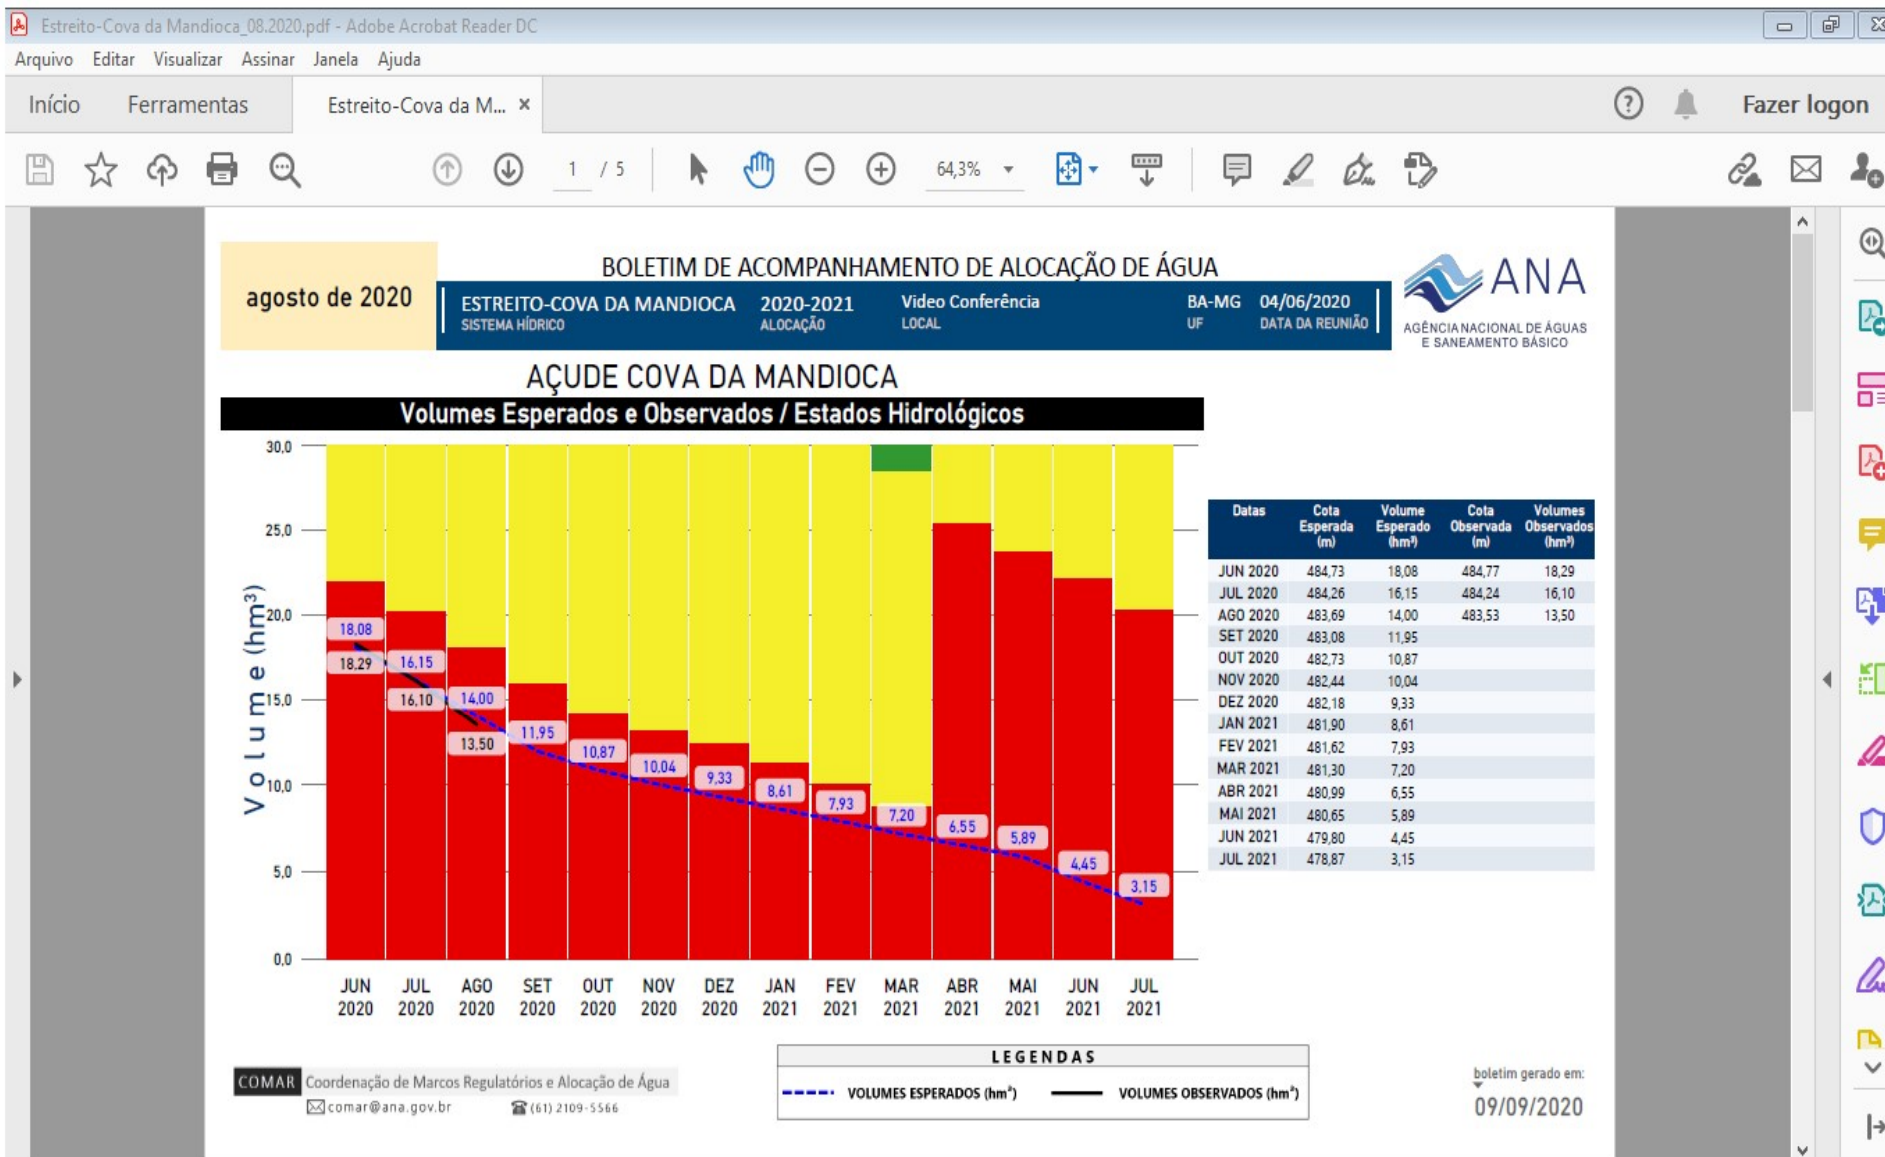 Estreito-Cova da Mandioca_08.2020.pdf - Adobe Acrobat Reader DC
Arquivo Editar Visualizar Assinar Janela Ajuda
Início Ferramentas Estreito-Cova da M... × Fazer logon
1 / 5 64,3%
agosto de 2020
BOLETIM DE ACOMPANHAMENTO DE ALOCAÇÃO DE ÁGUA
ESTREITO-COVA DA MANDIOCA 2020-2021 Video Conferência BA-MG 04/06/2020
SISTEMA HÍDRICO ALOCAÇÃO LOCAL UF DATA DA REUNIÃO
ANA
AGÊNCIA NACIONAL DE ÁGUAS
E SANEAMENTO BÁSICO
AÇUDE COVA DA MANDIOCA
Volumes Esperados e Observados / Estados Hidrológicos
Volume (hm³)
30,0
25,0
20,0
15,0
10,0
5,0
0,0
18,08
18,29
16,15
16,10
14,00
13,50
11,95
10,87
10,04
9,33
8,61
7,93
7,20
6,55
5,89
4,45
3,15
JUN JUL AGO SET OUT NOV DEZ JAN FEV MAR ABR MAI JUN JUL
2020 2020 2020 2020 2020 2020 2020 2021 2021 2021 2021 2021 2021 2021
Datas Cota Volume Cota Volumes
Esperada Esperado Observada Observados
(m) (hm³) (m) (hm³)
JUN 2020 484,73 18,08 484,77 18,29
JUL 2020 484,26 16,15 484,24 16,10
AGO 2020 483,69 14,00 483,53 13,50
SET 2020 483,08 11,95
OUT 2020 482,73 10,87
NOV 2020 482,44 10,04
DEZ 2020 482,18 9,33
JAN 2021 481,90 8,61
FEV 2021 481,62 7,93
MAR 2021 481,30 7,20
ABR 2021 480,99 6,55
MAI 2021 480,65 5,89
JUN 2021 479,80 4,45
JUL 2021 478,87 3,15
LEGENDAS
VOLUMES ESPERADOS (hm³) VOLUMES OBSERVADOS (hm³)
COMAR Coordenação de Marcos Regulatórios e Alocação de Água
comar@ana.gov.br (61) 2109-5566
boletim gerado em:
09/09/2020